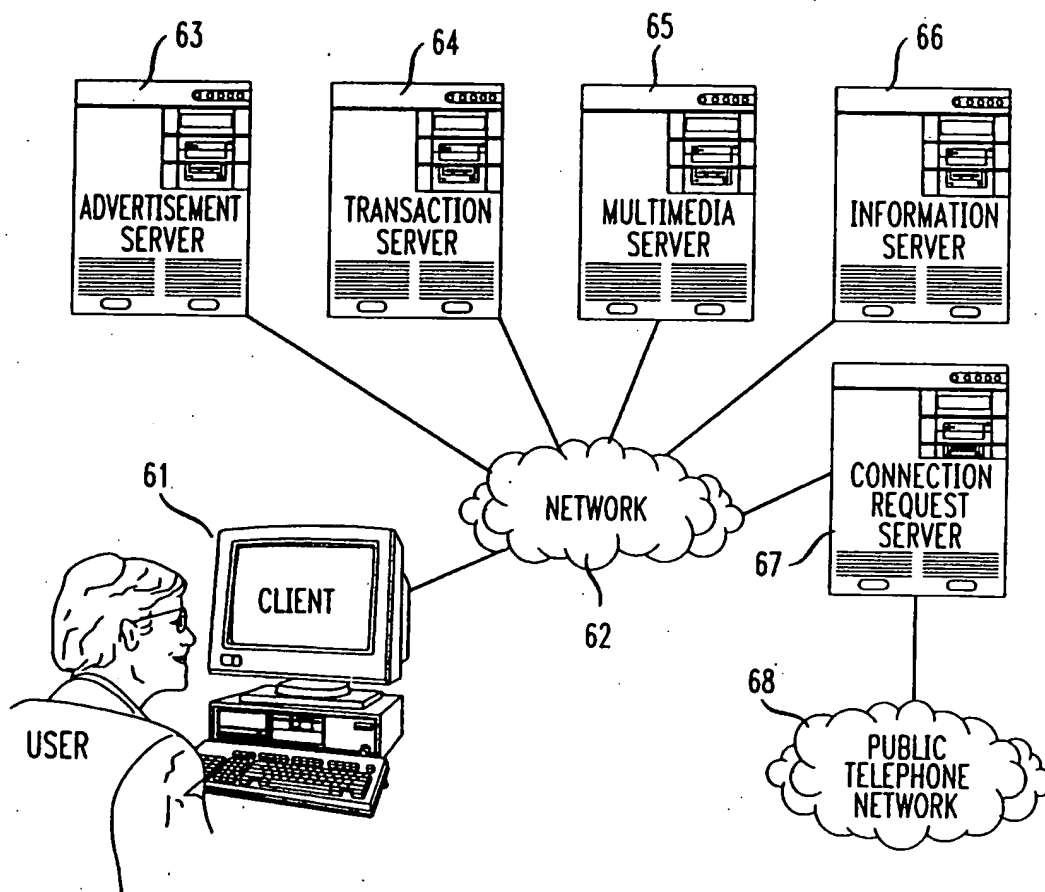 63
64
65
66
ADVERTISEMENT
SERVER
TRANSACTION
SERVER
MULTIMEDIA
SERVER
INFORMATION
SERVER
61
CLIENT
NETWORK
62
CONNECTION
REQUEST
SERVER
67
USER
68
PUBLIC
TELEPHONE
NETWORK